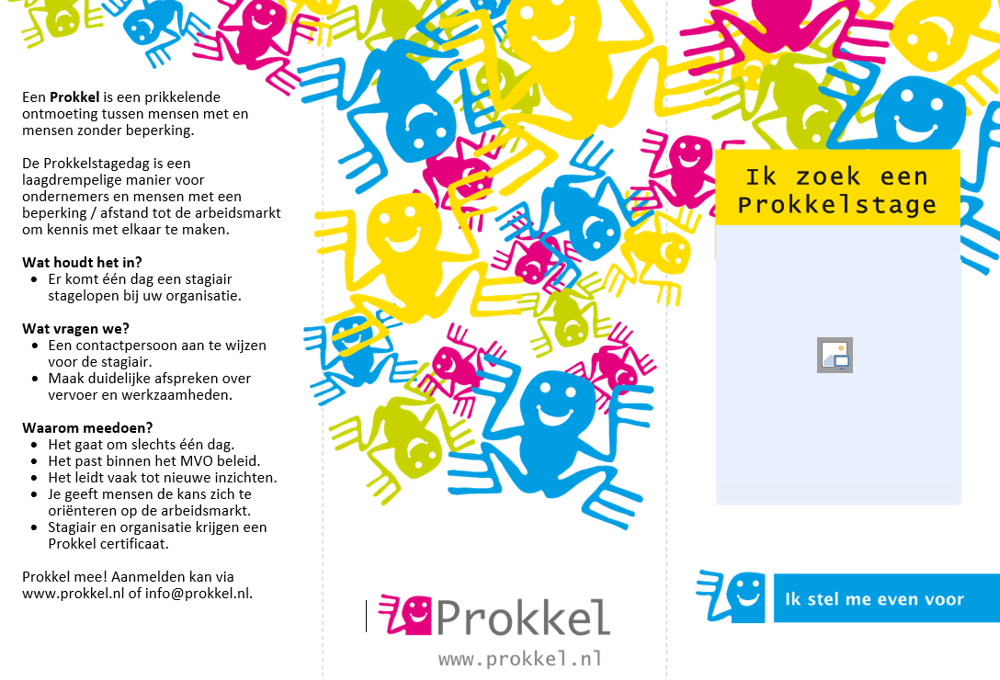 Een Prokkel is een prikkelende
ontmoeting tussen mensen met en
mensen zonder beperking.
De Prokkelstagedag is een
laagdrempelige manier voor
ondernemers en mensen met een
beperking / afstand tot de arbeidsmarkt
om kennis met elkaar te maken.
Wat houdt het in?
• Er komt één dag een stagiair
stagelopen bij uw organisatie.
Wat vragen we?
• Een contactpersoon aan te wijzen
voor de stagiair.
• Maak duidelijke afspreken over
vervoer en werkzaamheden.
Waarom meedoen?
• Het gaat om slechts één dag.
• Het past binnen het MVO beleid.
• Het leidt vaak tot nieuwe inzichten.
• Je geeft mensen de kans zich te
oriënteren op de arbeidsmarkt.
• Stagiair en organisatie krijgen een
Prokkel certificaat.
Prokkel mee! Aanmelden kan via
www.prokkel.nl of info@prokkel.nl.
Prokkel
www.prokkel.nl
Ik zoek een
Prokkelstage
Ik stel me even voor